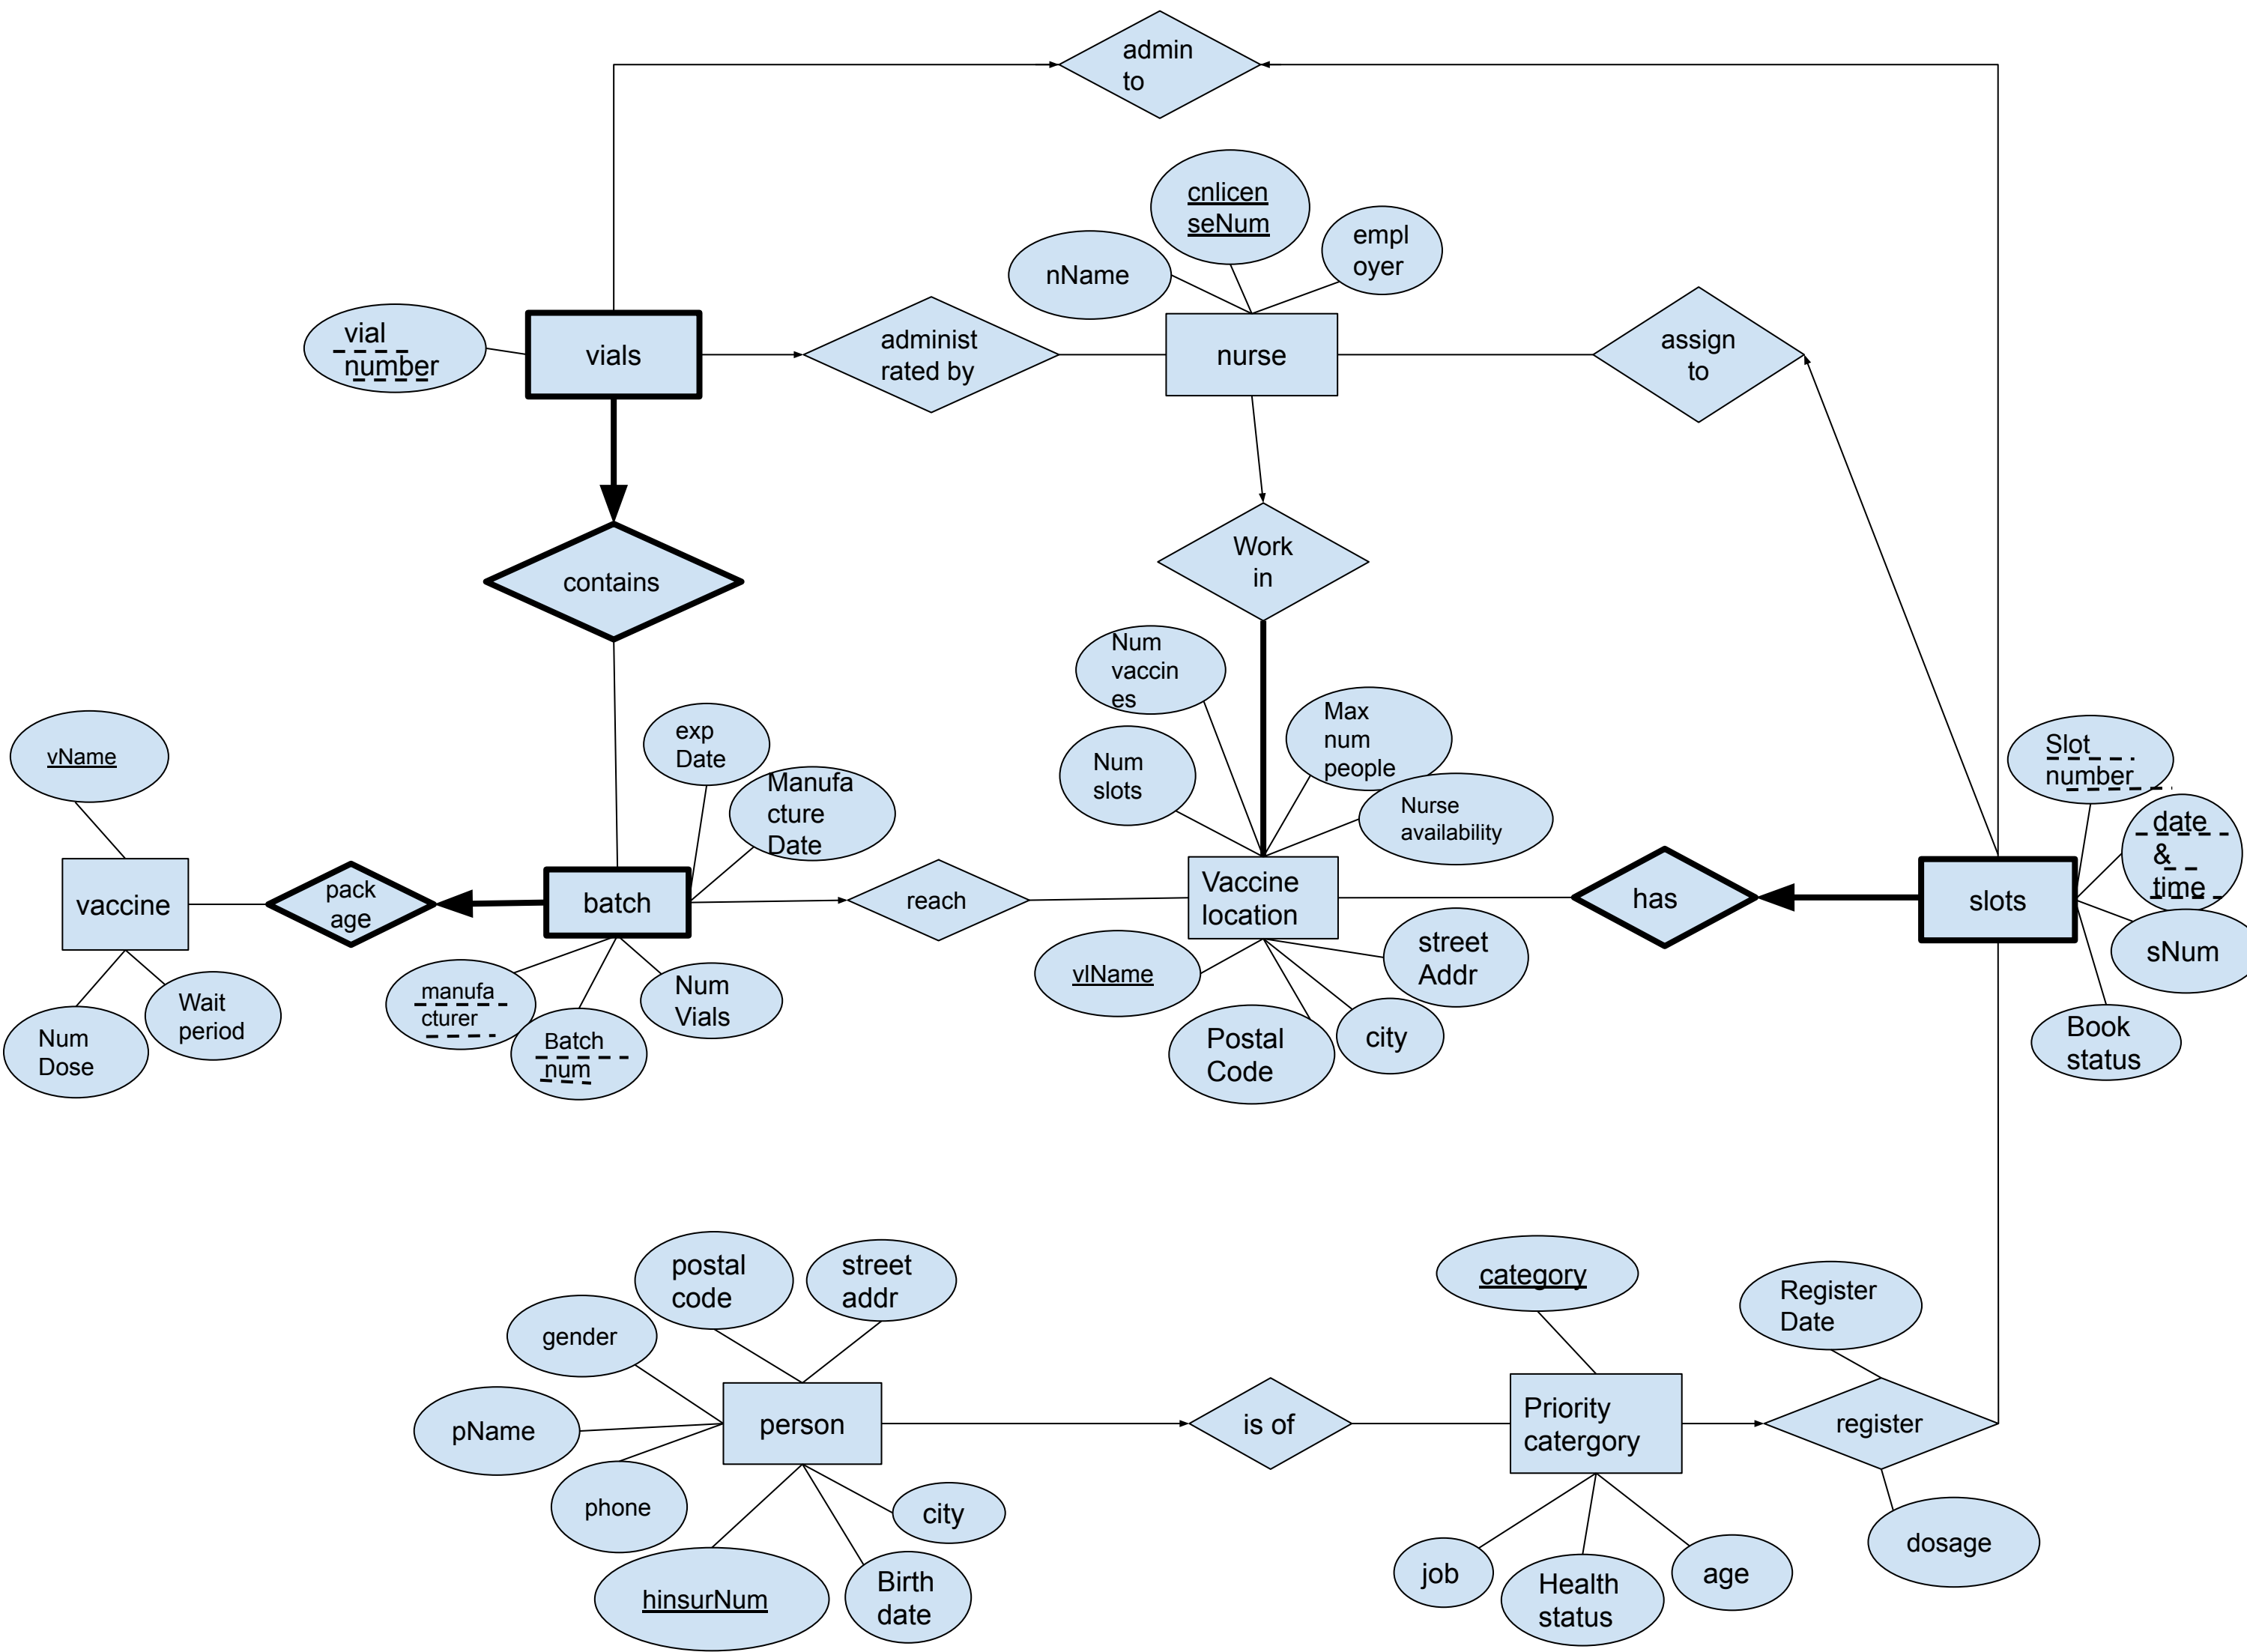 admin
to
cnlicen
seNum
empl
oyer
nName
vial
number
vials
administ
rated by
nurse
assign
to
contains
Work
in
Num
vaccin
es
Max
num
people
Num
slots
Nurse
availability
exp
Date
Manufa
cture
Date
vName
Slot
number
date
&
time
vaccine
pack
age
batch
reach
Vaccine
location
has
slots
sNum
manufa
cturer
Batch
num
Num
Vials
vlName
street
Addr
Postal
Code
city
Book
status
Num
Dose
Wait
period
postal
code
street
addr
gender
pName
person
phone
hinsurNum
Birth
date
city
is of
category
Priority
catergory
Register
Date
register
dosage
job
Health
status
age